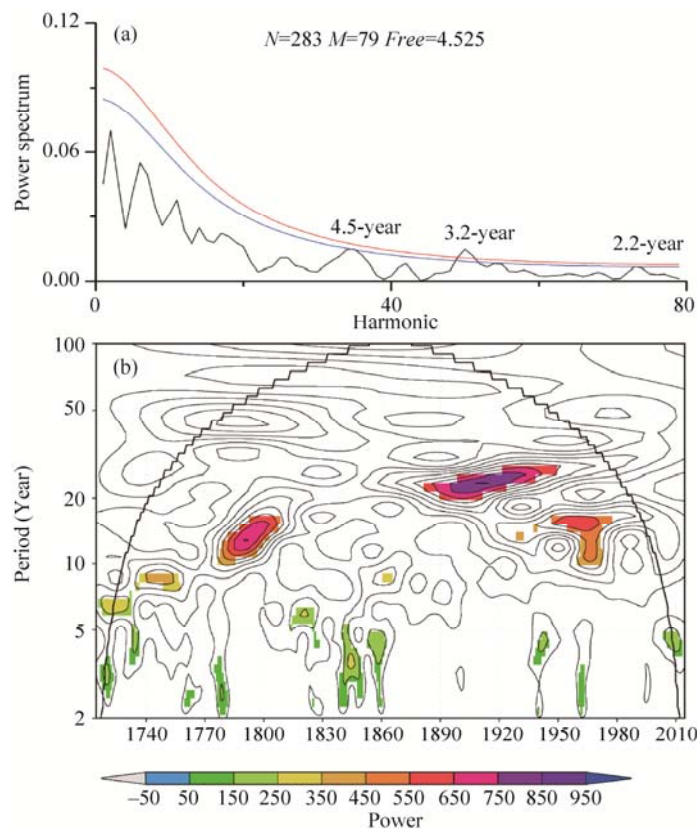 (a)
N=283 M=79 Free=4.525
0.12
0.06
0.00
Power spectrum
4.5-year
3.2-year
2.2-year
0 40 80
Harmonic
(b)
100
50
20
10
5
2
Period (Year)
1740 1770 1800 1830 1860 1890 1920 1950 1980 2010
−50 50 150 250 350 450 550 650 750 850 950
Power